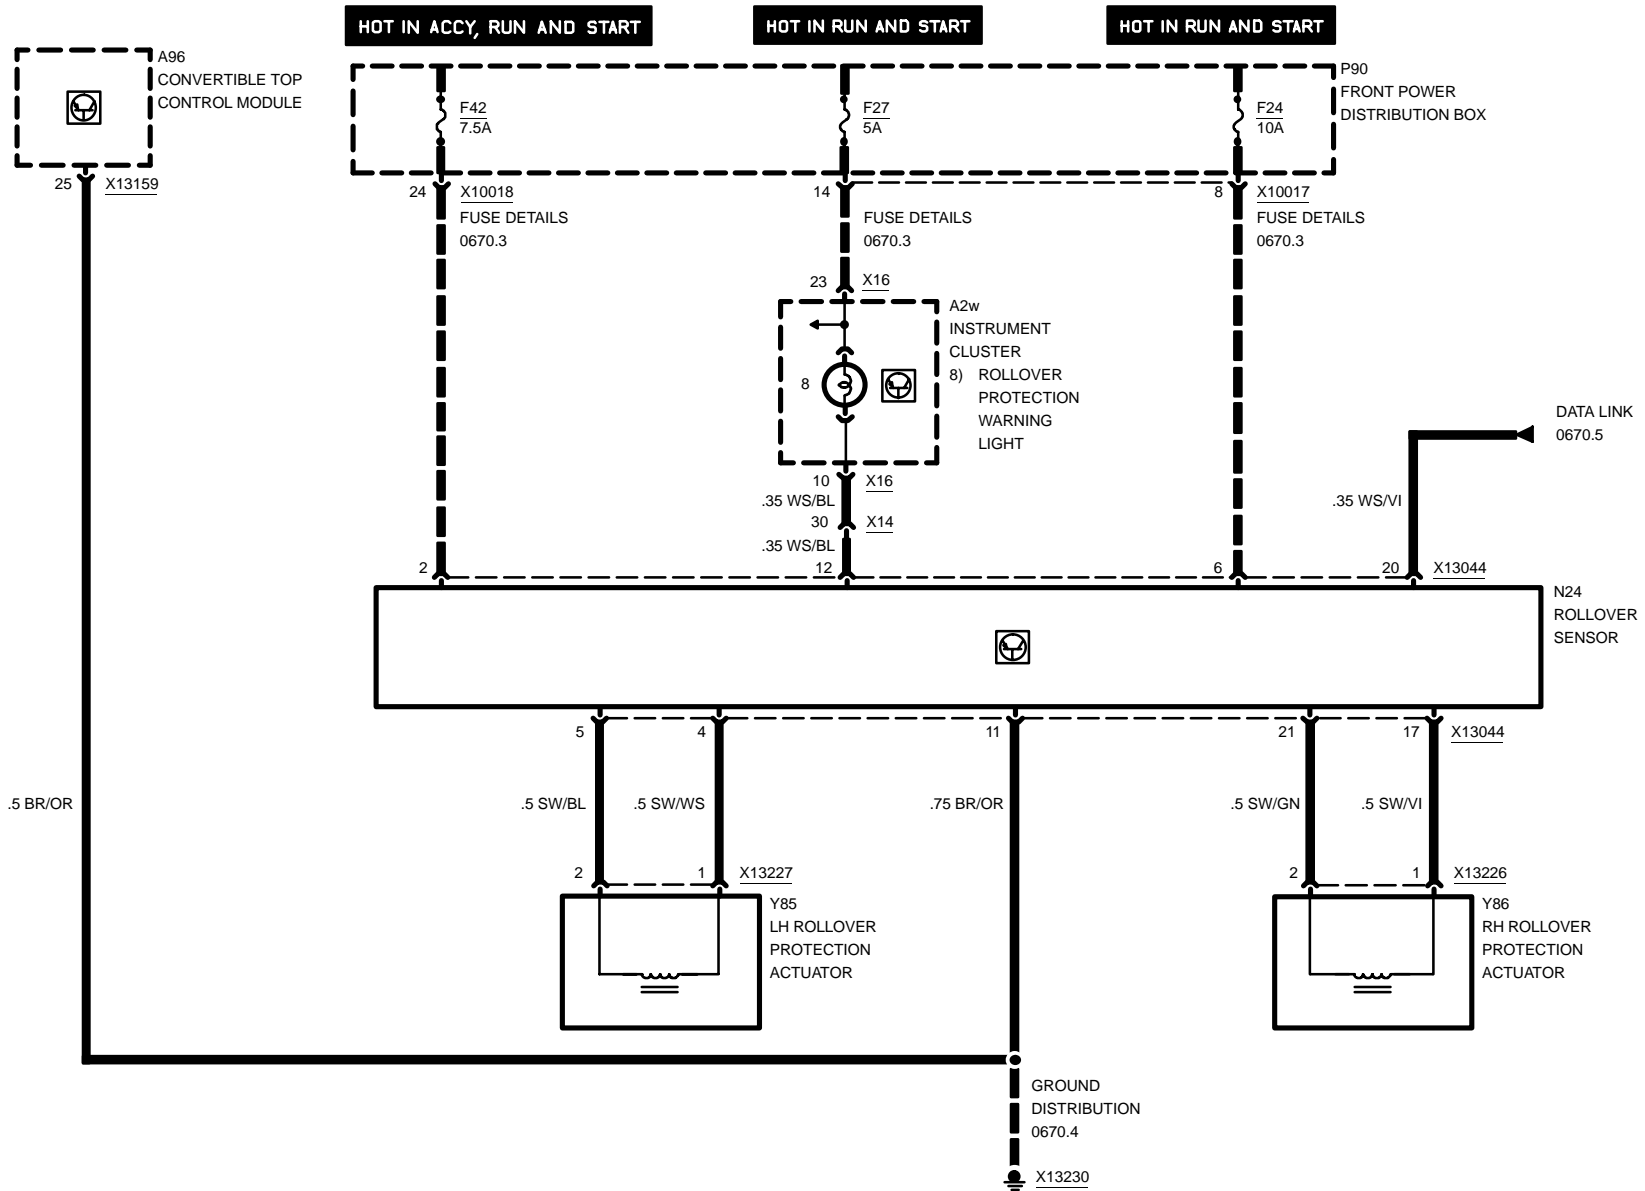 HOT IN ACCY, RUN AND START
HOT IN RUN AND START
HOT IN RUN AND START
A96
CONVERTIBLE TOP
CONTROL MODULE
P90
FRONT POWER
DISTRIBUTION BOX
F42
7.5A
F27
5A
F24
10A
25 X13159
24 X10018
FUSE DETAILS
0670.3
14
FUSE DETAILS
0670.3
8 X10017
FUSE DETAILS
0670.3
23 X16
A2w
INSTRUMENT
CLUSTER
8) ROLLOVER
PROTECTION
WARNING
LIGHT
8
DATA LINK
0670.5
10 X16
.35 WS/BL
30 X14
.35 WS/BL
.35 WS/VI
2
12
6
20 X13044
N24
ROLLOVER
SENSOR
5
4
11
21
17 X13044
.5 BR/OR
.5 SW/BL
.5 SW/WS
.75 BR/OR
.5 SW/GN
.5 SW/VI
2
1 X13227
Y85
LH ROLLOVER
PROTECTION
ACTUATOR
2
1 X13226
Y86
RH ROLLOVER
PROTECTION
ACTUATOR
GROUND
DISTRIBUTION
0670.4
X13230